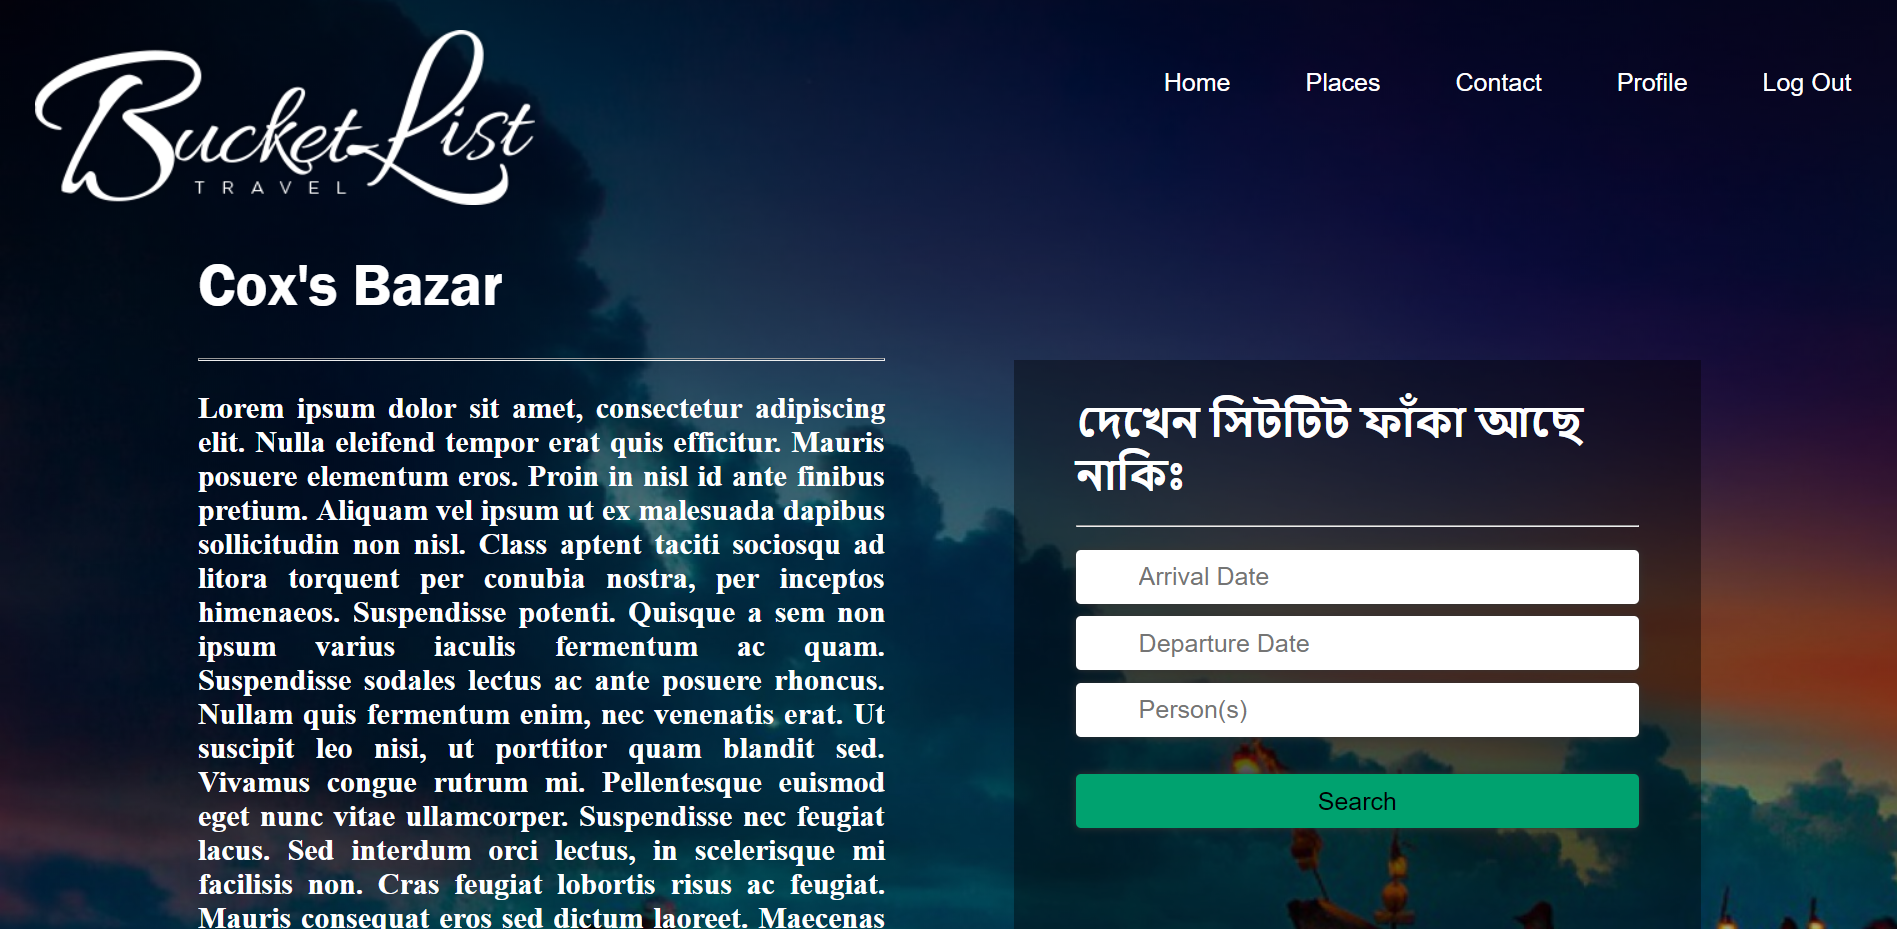 Bucket List
TRAVEL
Home Places Contact Profile Log Out
Cox's Bazar
Lorem ipsum dolor sit amet, consectetur adipiscing
elit. Nulla eleifend tempor erat quis efficitur. Mauris
posuere elementum eros. Proin in nisl id ante finibus
pretium. Aliquam vel ipsum ut ex malesuada dapibus
sollicitudin non nisl. Class aptent taciti sociosqu ad
litora torquent per conubia nostra, per inceptos
himenaeos. Suspendisse potenti. Quisque a sem non
ipsum varius iaculis fermentum ac quam.
Suspendisse sodales lectus ac ante posuere rhoncus.
Nullam quis fermentum enim, nec venenatis erat. Ut
suscipit leo nisi, ut porttitor quam blandit sed.
Vivamus congue rutrum mi. Pellentesque euismod
eget nunc vitae ullamcorper. Suspendisse nec feugiat
lacus. Sed interdum orci lectus, in scelerisque mi
facilisis non. Cras feugiat lobortis risus ac feugiat.
Mauris consequat eros sed dictum laoreet. Maecenas
দেখেন সিটটিট ফাঁকা আছে
নাকিঃ
Arrival Date
Departure Date
Person(s)
Search